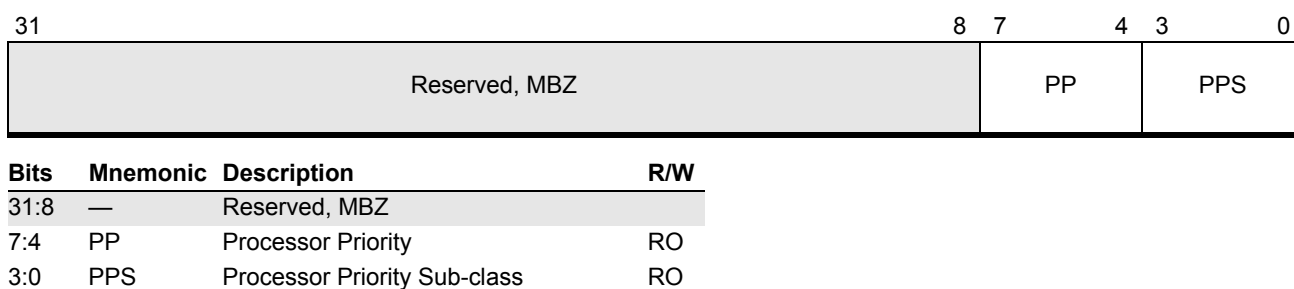 31 8 7 4 3 0
Reserved, MBZ PP PPS
Bits Mnemonic Description R/W
31:8 — Reserved, MBZ
7:4 PP Processor Priority RO
3:0 PPS Processor Priority Sub-class RO